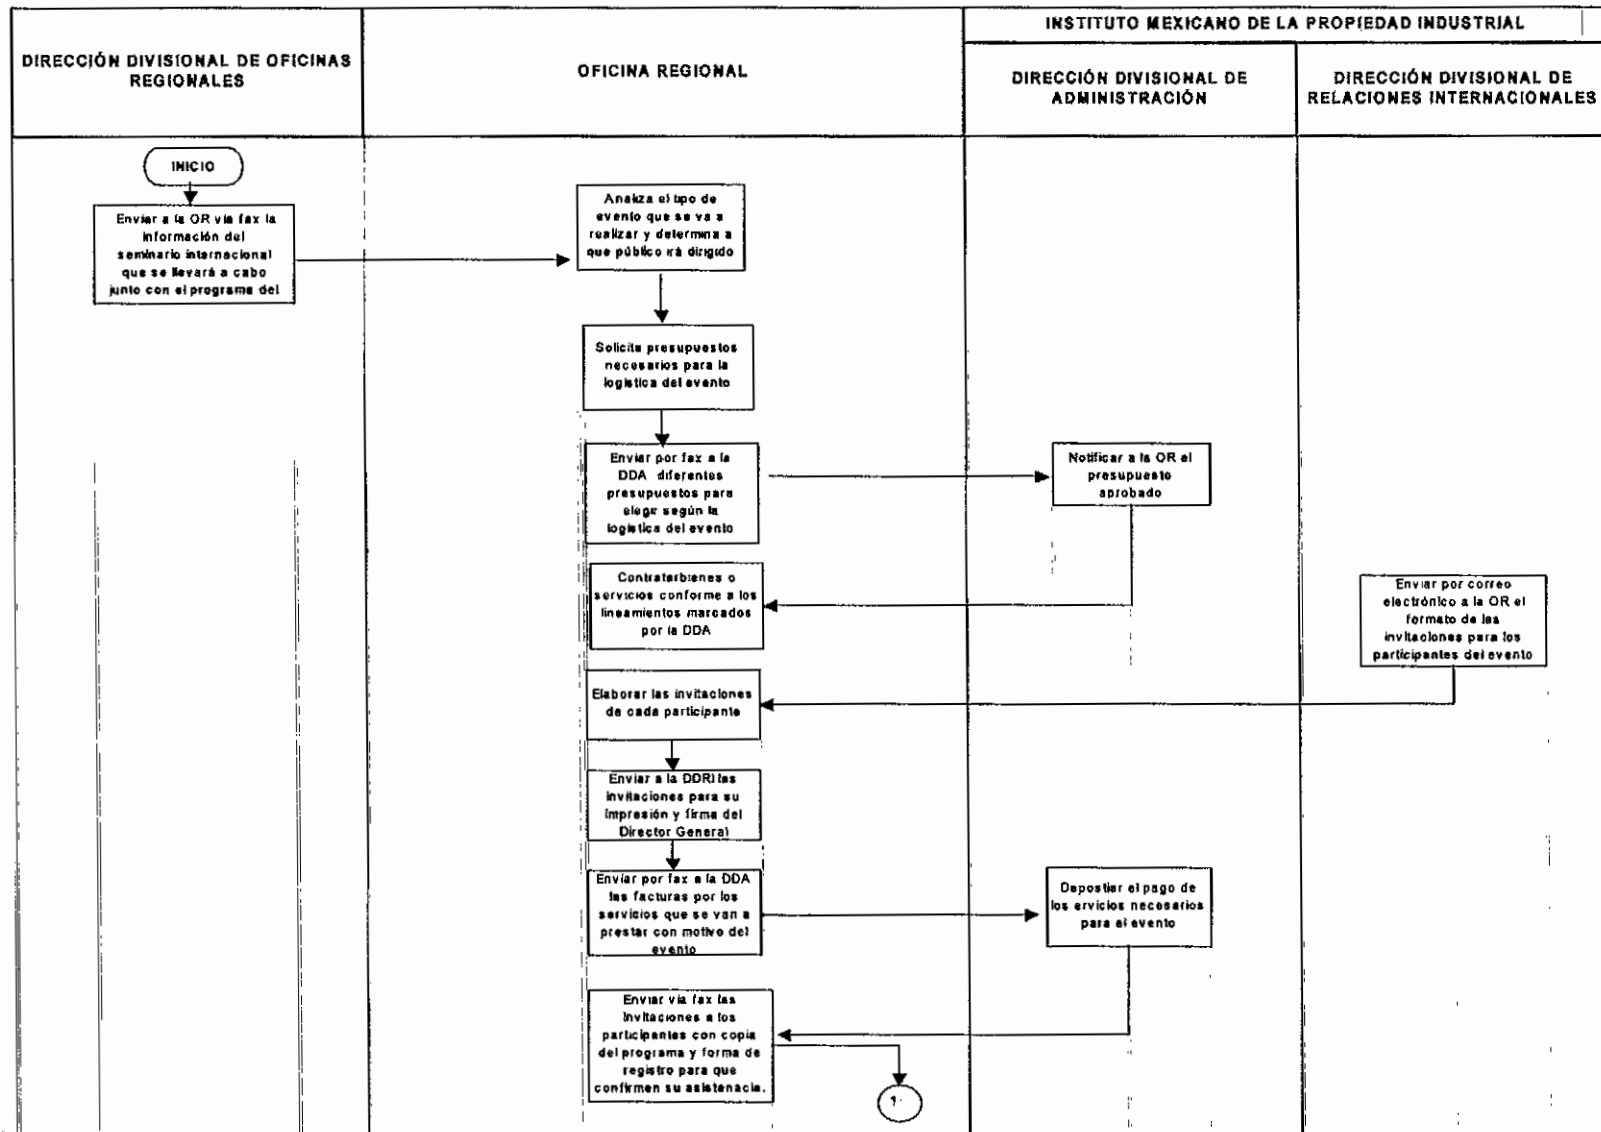 INSTITUTO MEXICANO DE LA PROPIEDAD INDUSTRIAL
DIRECCIÓN DIVISIONAL DE OFICINAS
REGIONALES
OFICINA REGIONAL
DIRECCIÓN DIVISIONAL DE
ADMINISTRACIÓN
DIRECCIÓN DIVISIONAL DE
RELACIONES INTERNACIONALES
INICIO
Enviar a la OR vía fax la
información del
seminario internacional
que se llevará a cabo
junto con el programa del
Analiza el tipo de
evento que se va a
realizar y determina a
que público irá dirigido
Solicita presupuestos
necesarios para la
logística del evento
Enviar por fax a la
DDA diferentes
presupuestos para
elegir según la
logística del evento
Notificar a la OR el
presupuesto
aprobado
Contratarbienes o
servicios conforme a los
lineamientos marcados
por la DDA
Enviar por correo
electrónico a la OR el
formato de las
invitaciones para los
participantes del evento
Elaborar las invitaciones
de cada participante
Enviar a la DDRI las
invitaciones para su
impresión y firma del
Director General
Enviar por fax a la DDA
las facturas por los
servicios que se van a
prestar con motivo del
evento
Depostiar el pago de
los ervicios necesarios
para el evento
Enviar vía fax las
invitaciones a los
participantes con copia
del programa y forma de
registro para que
confirmen su asistenacia.
1